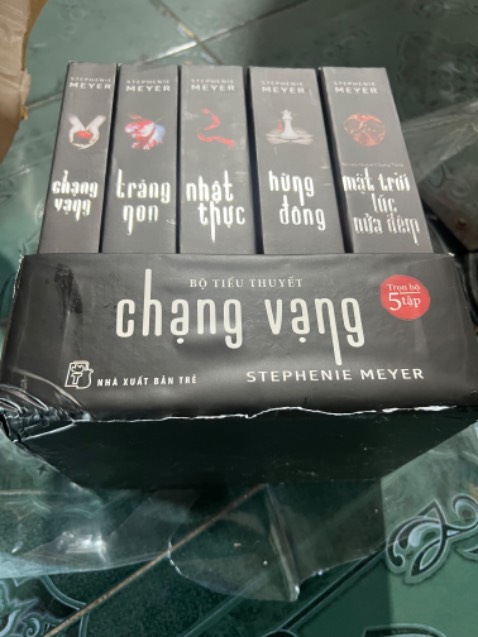 STEPHENIE
MEYER
chạng
vạng
STEPHENIE
MEYER
trăng
non
STEPHENIE
MEYER
nhật
thực
STEPHENIE
MEYER
hừng
đông
STEPHENIE
MEYER
mặt trời
lúc
nửa đêm
BỘ TIỂU THUYẾT
chạng vạng
Trọn bộ
5 tập
NHÀ XUẤT BẢN TRẺ
STEPHENIE MEYER